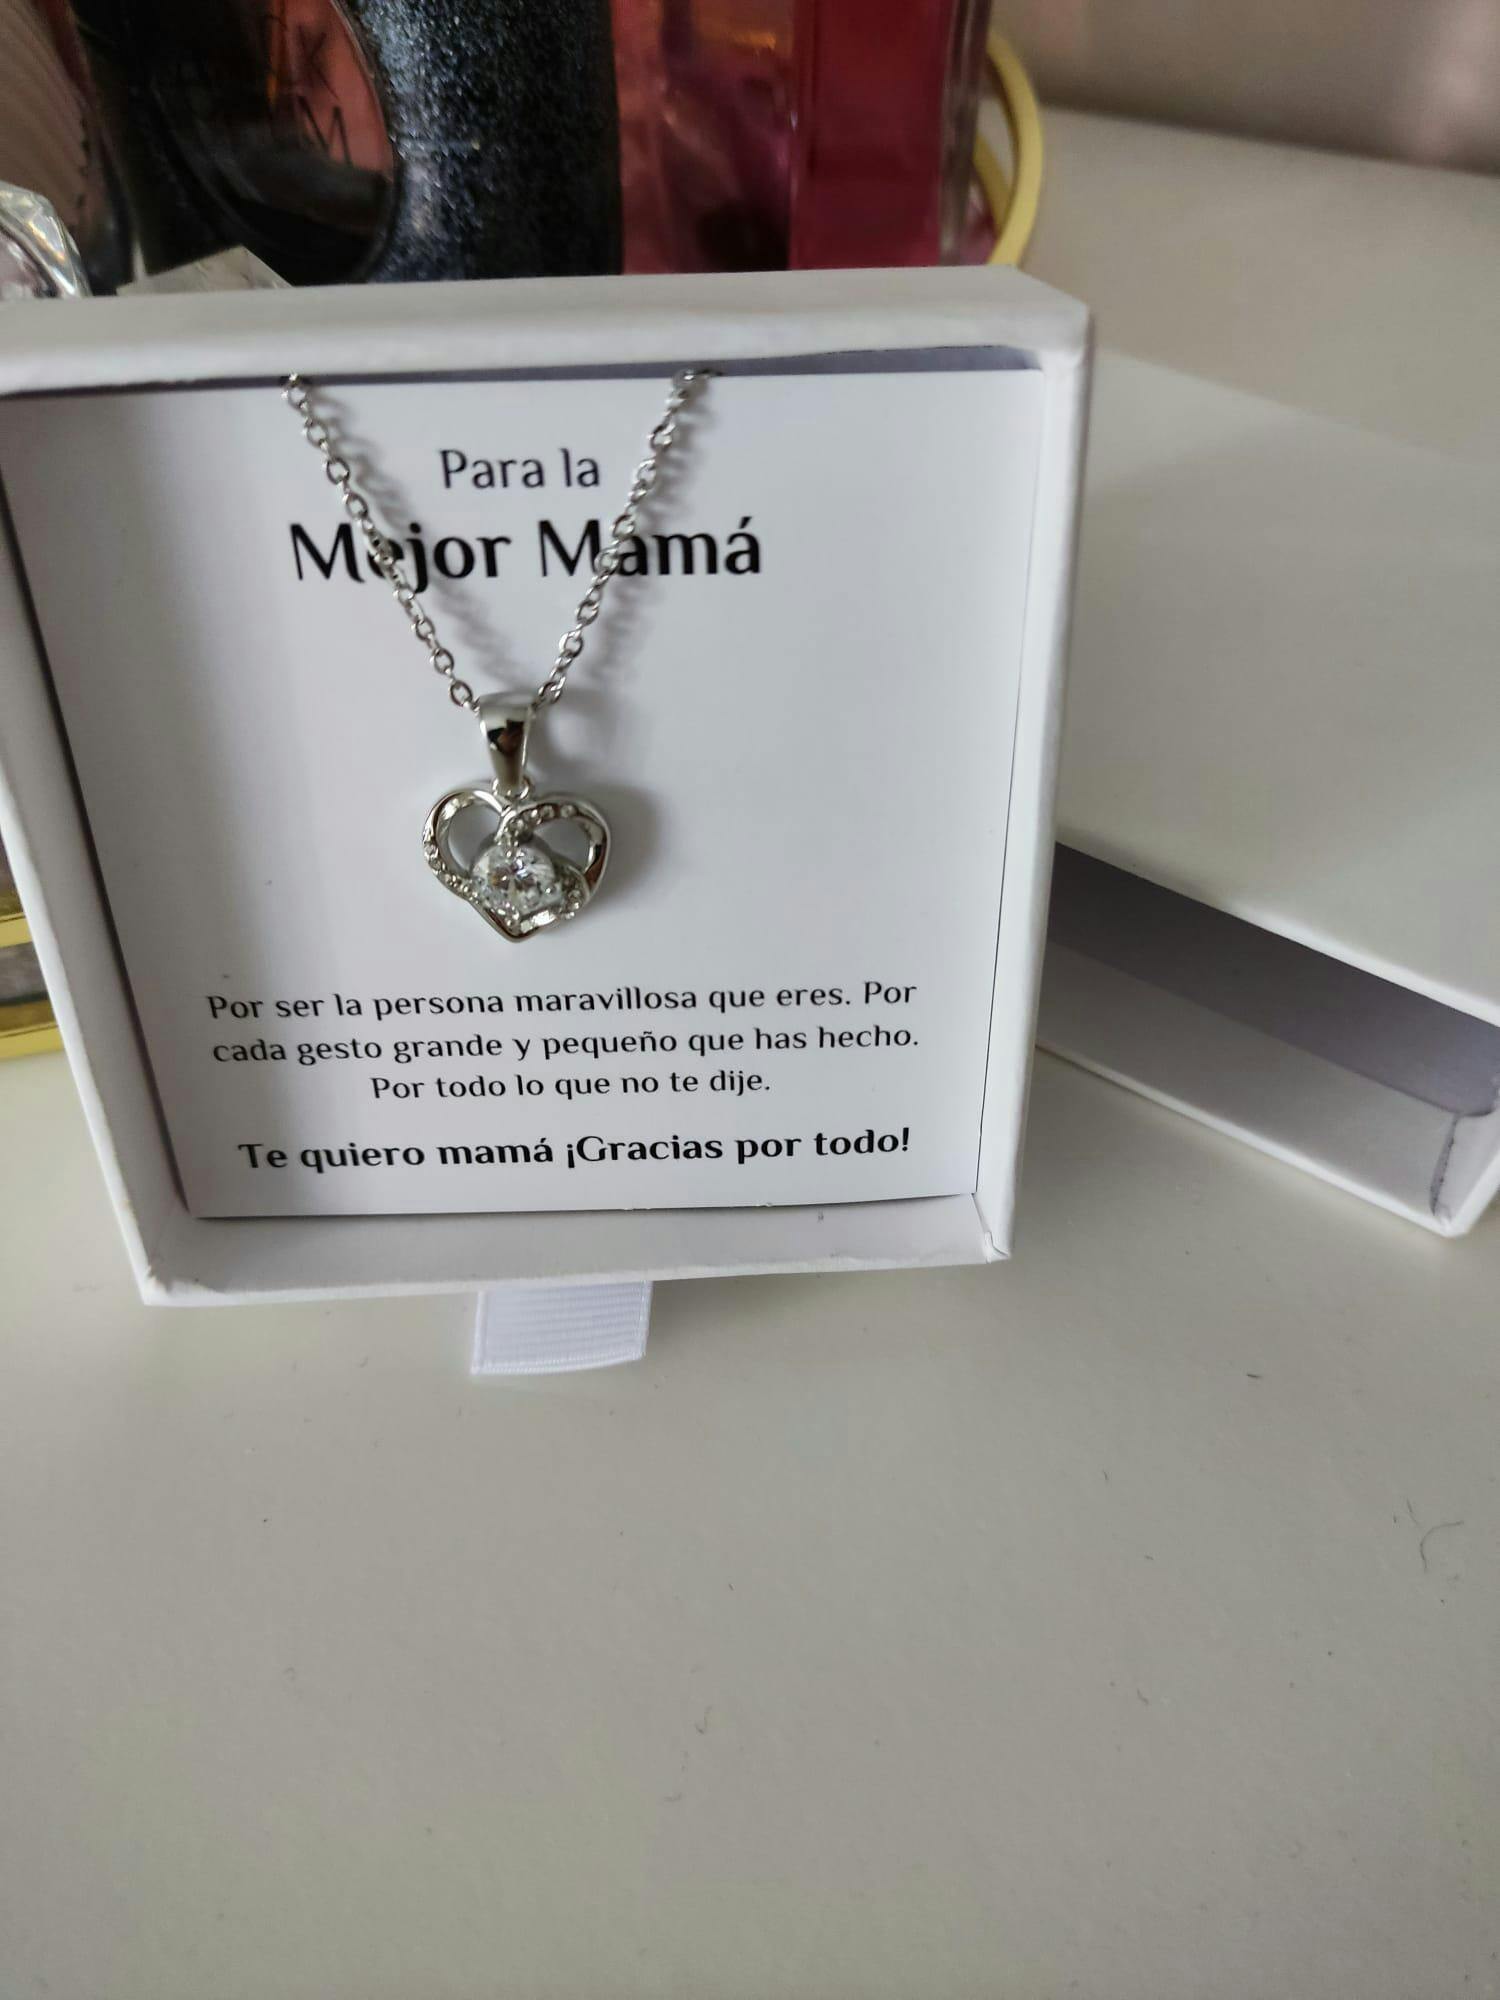 Para la
Mejor Mamá
Por ser la persona maravillosa que eres. Por
cada gesto grande y pequeño que has hecho.
Por todo lo que no te dije.
Te quiero mamá ¡Gracias por todo!